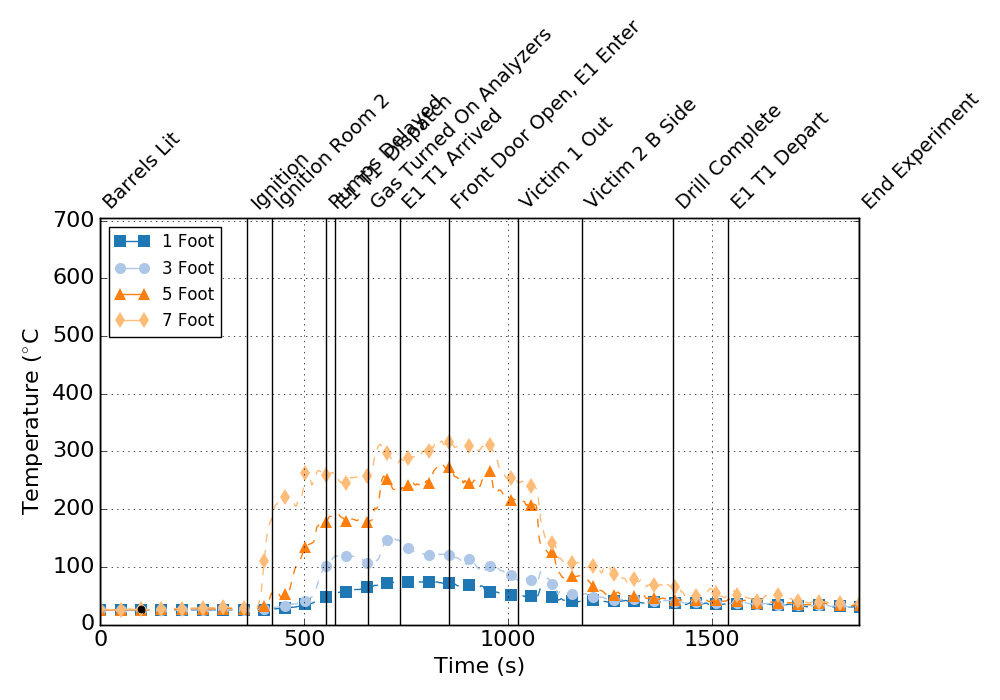 Barrels Lit
Ignition
Ignition Room 2
Pumps Delayed
E1 T1 Dispatch
Gas Turned On Analyzers
E1 T1 Arrived
Front Door Open, E1 Enter
Victim 1 Out
Victim 2 B Side
Drill Complete
E1 T1 Depart
End Experiment
700
600
500
400
300
200
100
0
Temperature (°C
1 Foot
3 Foot
5 Foot
7 Foot
0 500 1000 1500
Time (s)